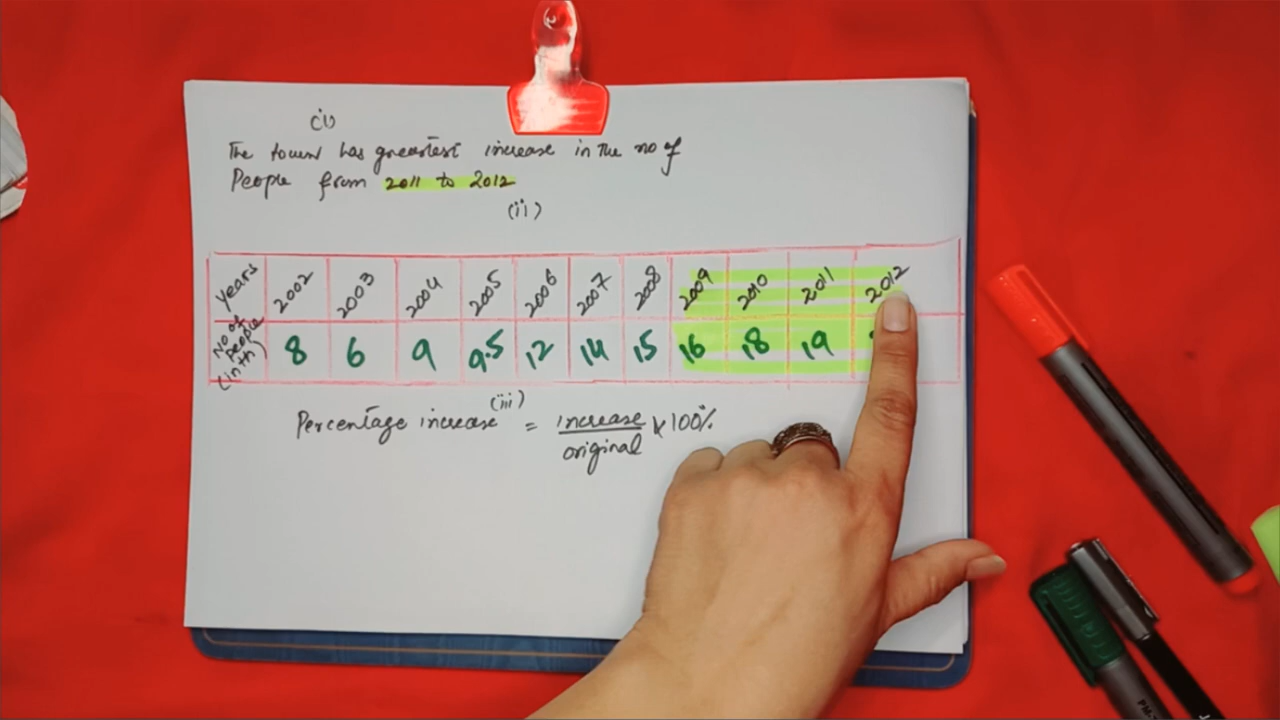 (i)
The town has greatest increase in the no of
People from 2011 to 2012
(ii)
years 2002 2003 2004 2005 2006 2007 2008 2009 2010 2011 2012
No of People (in th 8 6 9 9.5 12 14 15 16 18 19
(iii)
Percentage increase = increase / original x 100%
PM-